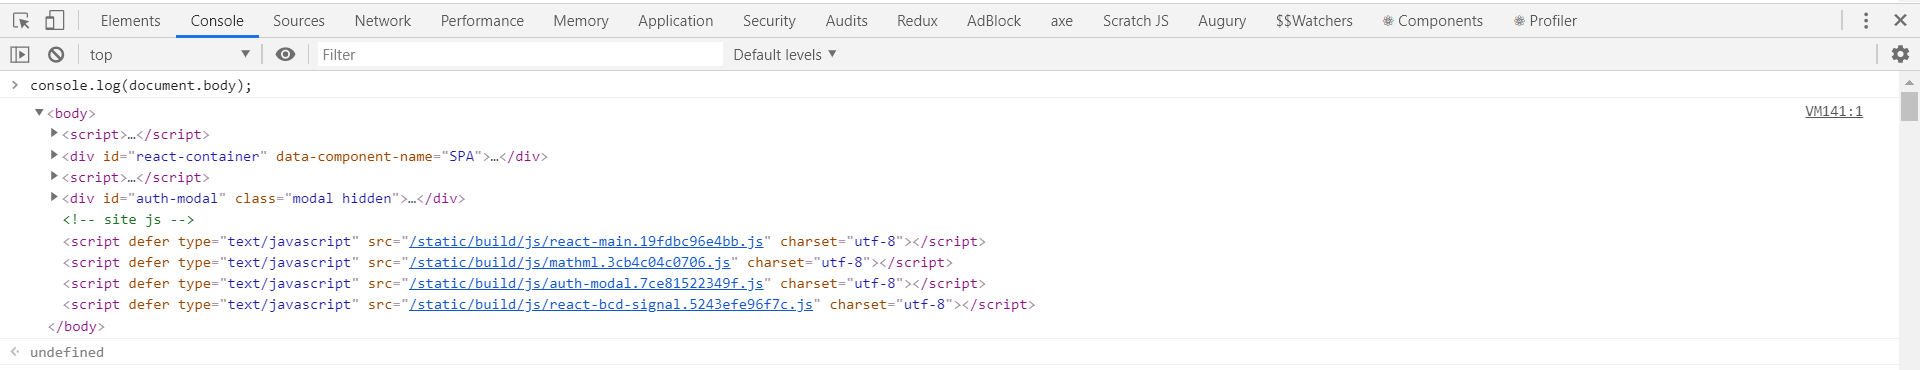 Elements Console Sources Network Performance Memory Application Security Audits Redux AdBlock axe Scratch JS Augury $$Watchers Components Profiler
top Filter Default levels
console.log(document.body);
<body> VM141:1
<script>…</script>
<div id="react-container" data-component-name="SPA">…</div>
<script>…</script>
<div id="auth-modal" class="modal hidden">…</div>
<!-- site js -->
<script defer type="text/javascript" src="/static/build/js/react-main.19fdbc96e4bb.js" charset="utf-8"></script>
<script defer type="text/javascript" src="/static/build/js/mathml.3cb4c04c0706.js" charset="utf-8"></script>
<script defer type="text/javascript" src="/static/build/js/auth-modal.7ce81522349f.js" charset="utf-8"></script>
<script defer type="text/javascript" src="/static/build/js/react-bcd-signal.5243efe96f7c.js" charset="utf-8"></script>
</body>
undefined